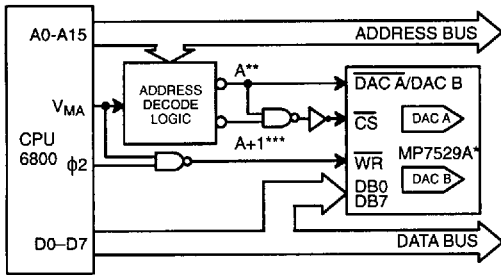 A0-A15
ADDRESS BUS
A**
ADDRESS
DECODE
LOGIC
DAC A/DAC B
VMA
CPU
6800
CS
DAC A
A+1***
φ2
WR
MP7529A*
DB0
DB7
DAC B
D0–D7
DATA BUS